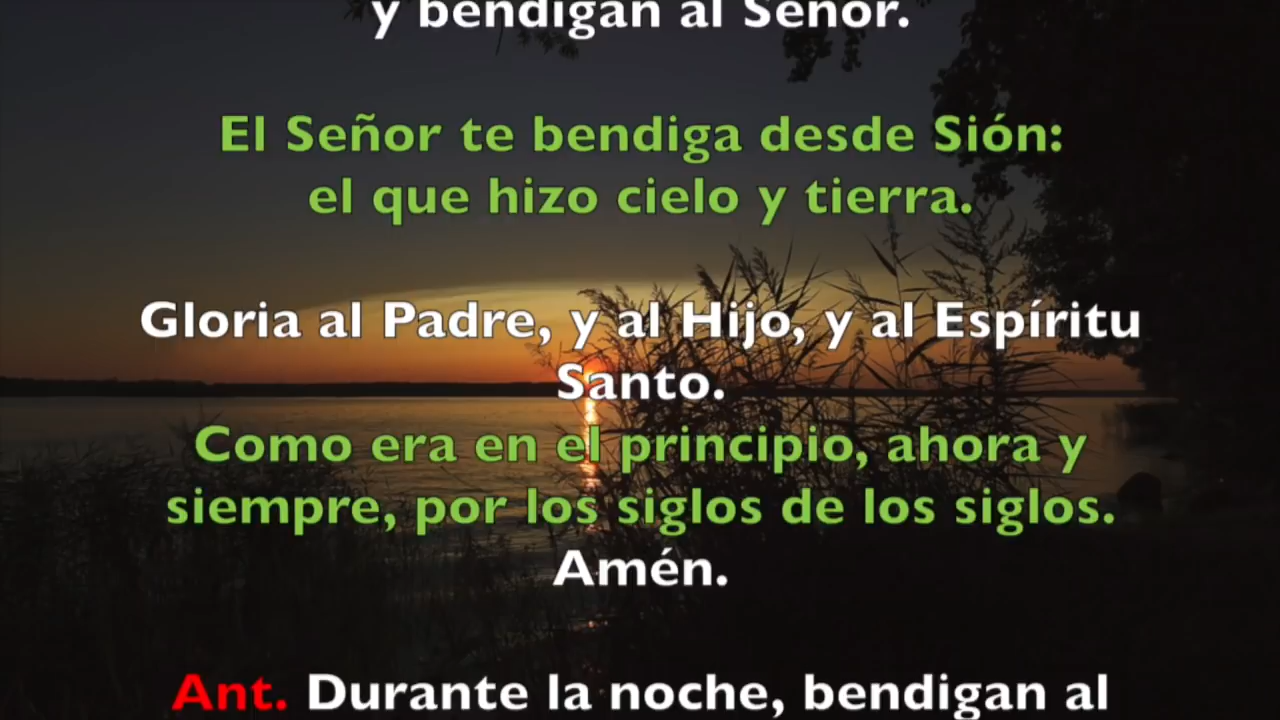 y bendigan al Señor.
El Señor te bendiga desde Sión:
el que hizo cielo y tierra.
Gloria al Padre, y al Hijo, y al Espíritu
Santo.
Como era en el principio, ahora y
siempre, por los siglos de los siglos.
Amén.
Ant. Durante la noche, bendigan al